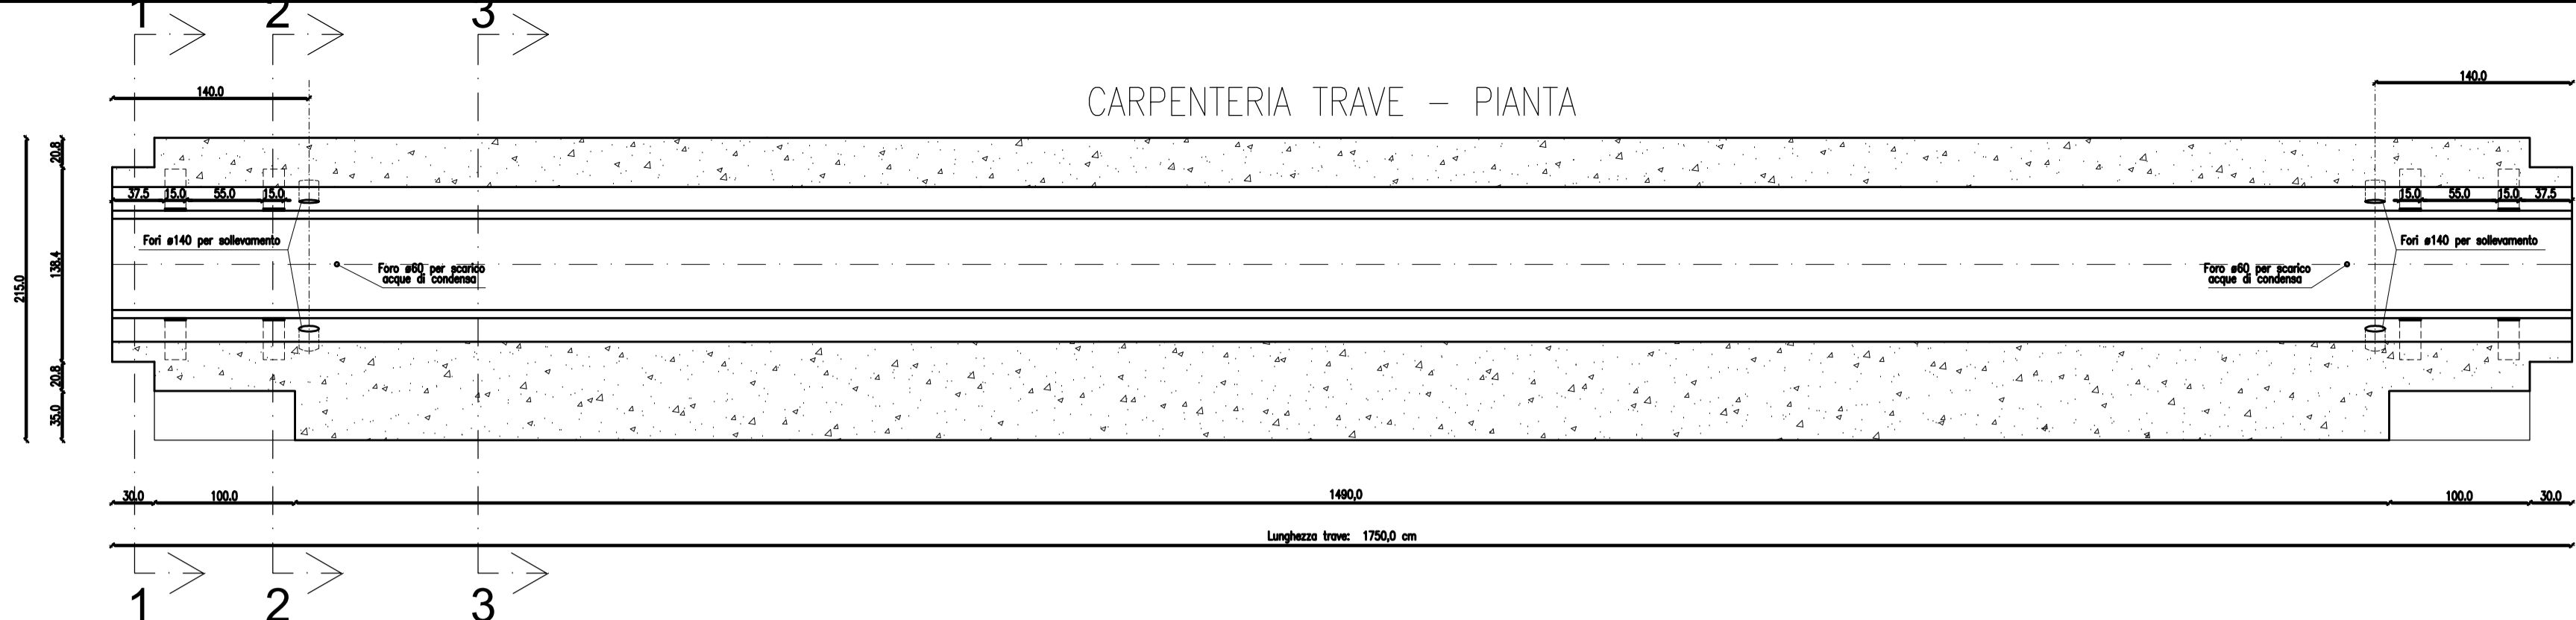 1 2 3
140.0 140.0
CARPENTERIA TRAVE - PIANTA
20.8
37.5 15.0 55.0 15.0 15.0 55.0 15.0 37.5
Fori ø140 per sollevamento Fori ø140 per sollevamento
138.4
Foro ø60 per scarico
acque di condensa
Foro ø60 per scarico
acque di condensa
215.0
20.8
35.0
30.0 100.0 1490,0 100.0 30.0
Lunghezza trave: 1750,0 cm
1 2 3